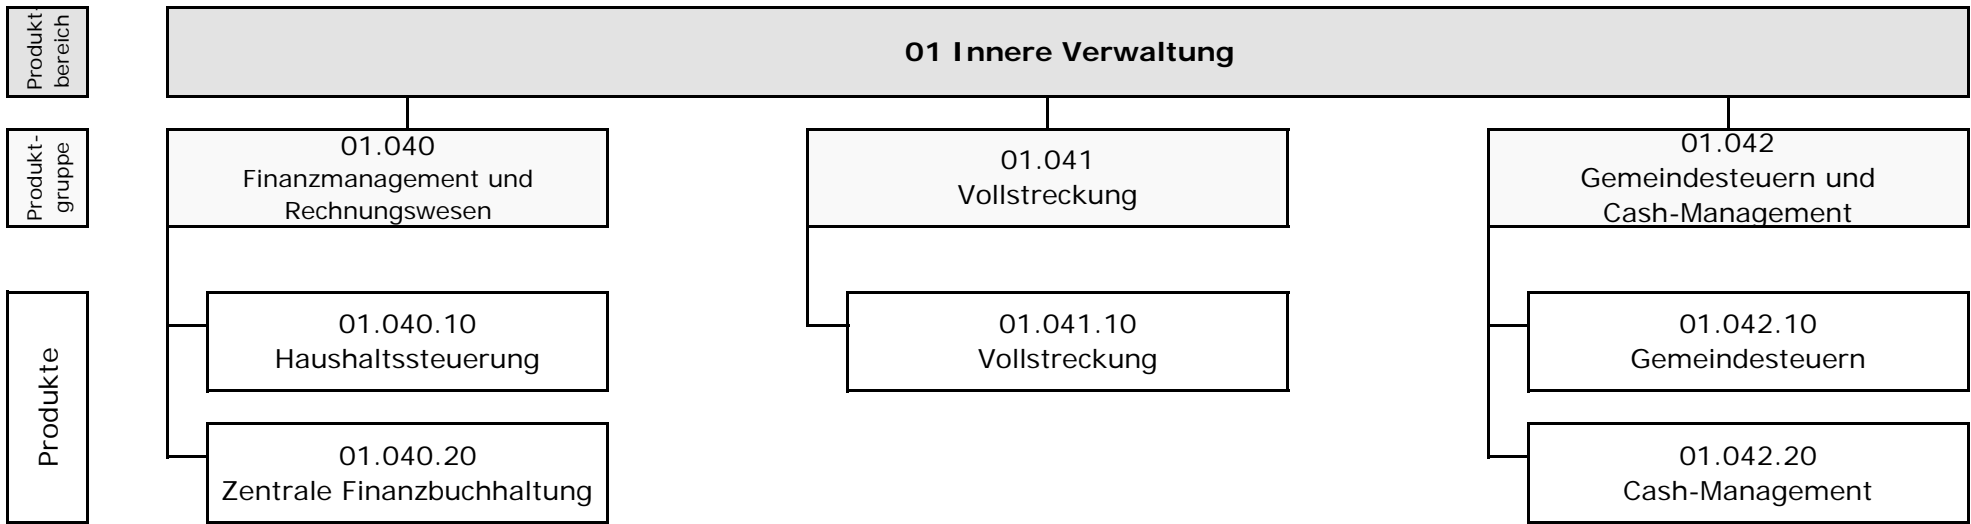 Produkt-
bereich
01 Innere Verwaltung
Produkt-
gruppe
01.040
Finanzmanagement und
Rechnungswesen
01.041
Vollstreckung
01.042
Gemeindesteuern und
Cash-Management
Produkte
01.040.10
Haushaltssteuerung
01.041.10
Vollstreckung
01.042.10
Gemeindesteuern
01.040.20
Zentrale Finanzbuchhaltung
01.042.20
Cash-Management